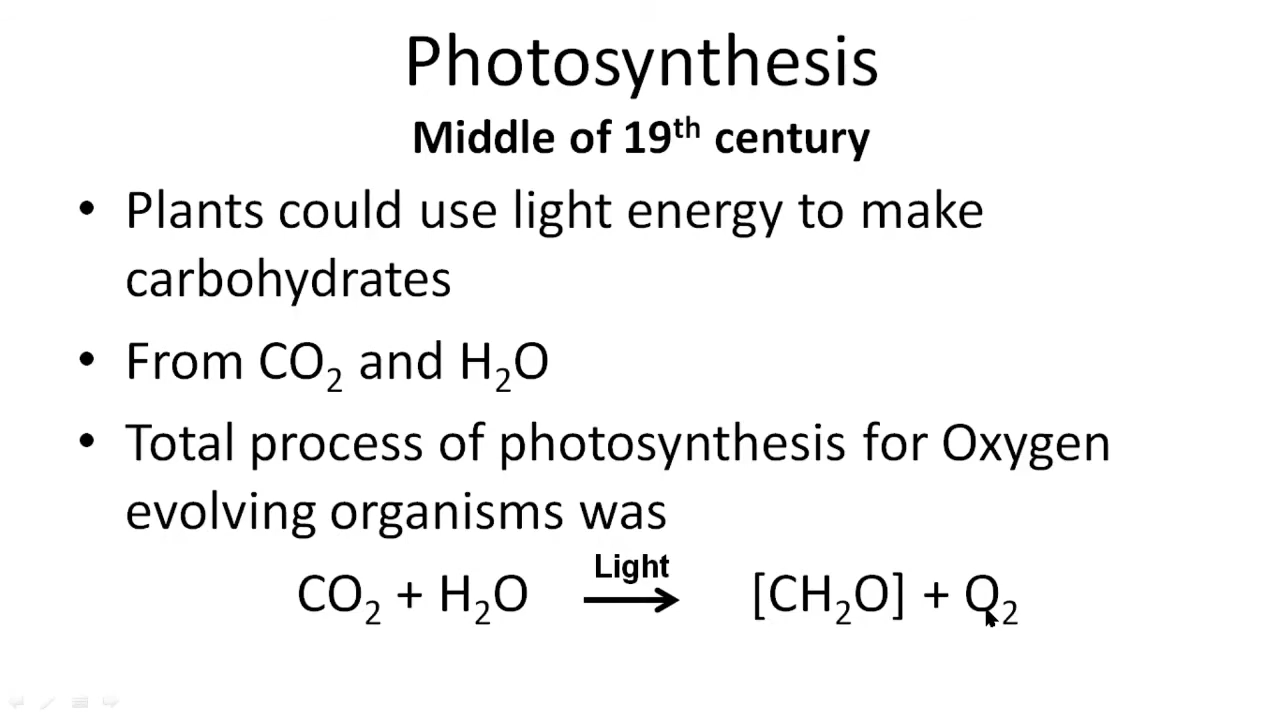 Photosynthesis
Middle of 19th century
• Plants could use light energy to make
carbohydrates
• From CO₂ and H₂O
• Total process of photosynthesis for Oxygen
evolving organisms was
Light
CO₂ + H₂O → [CH₂O] + O₂